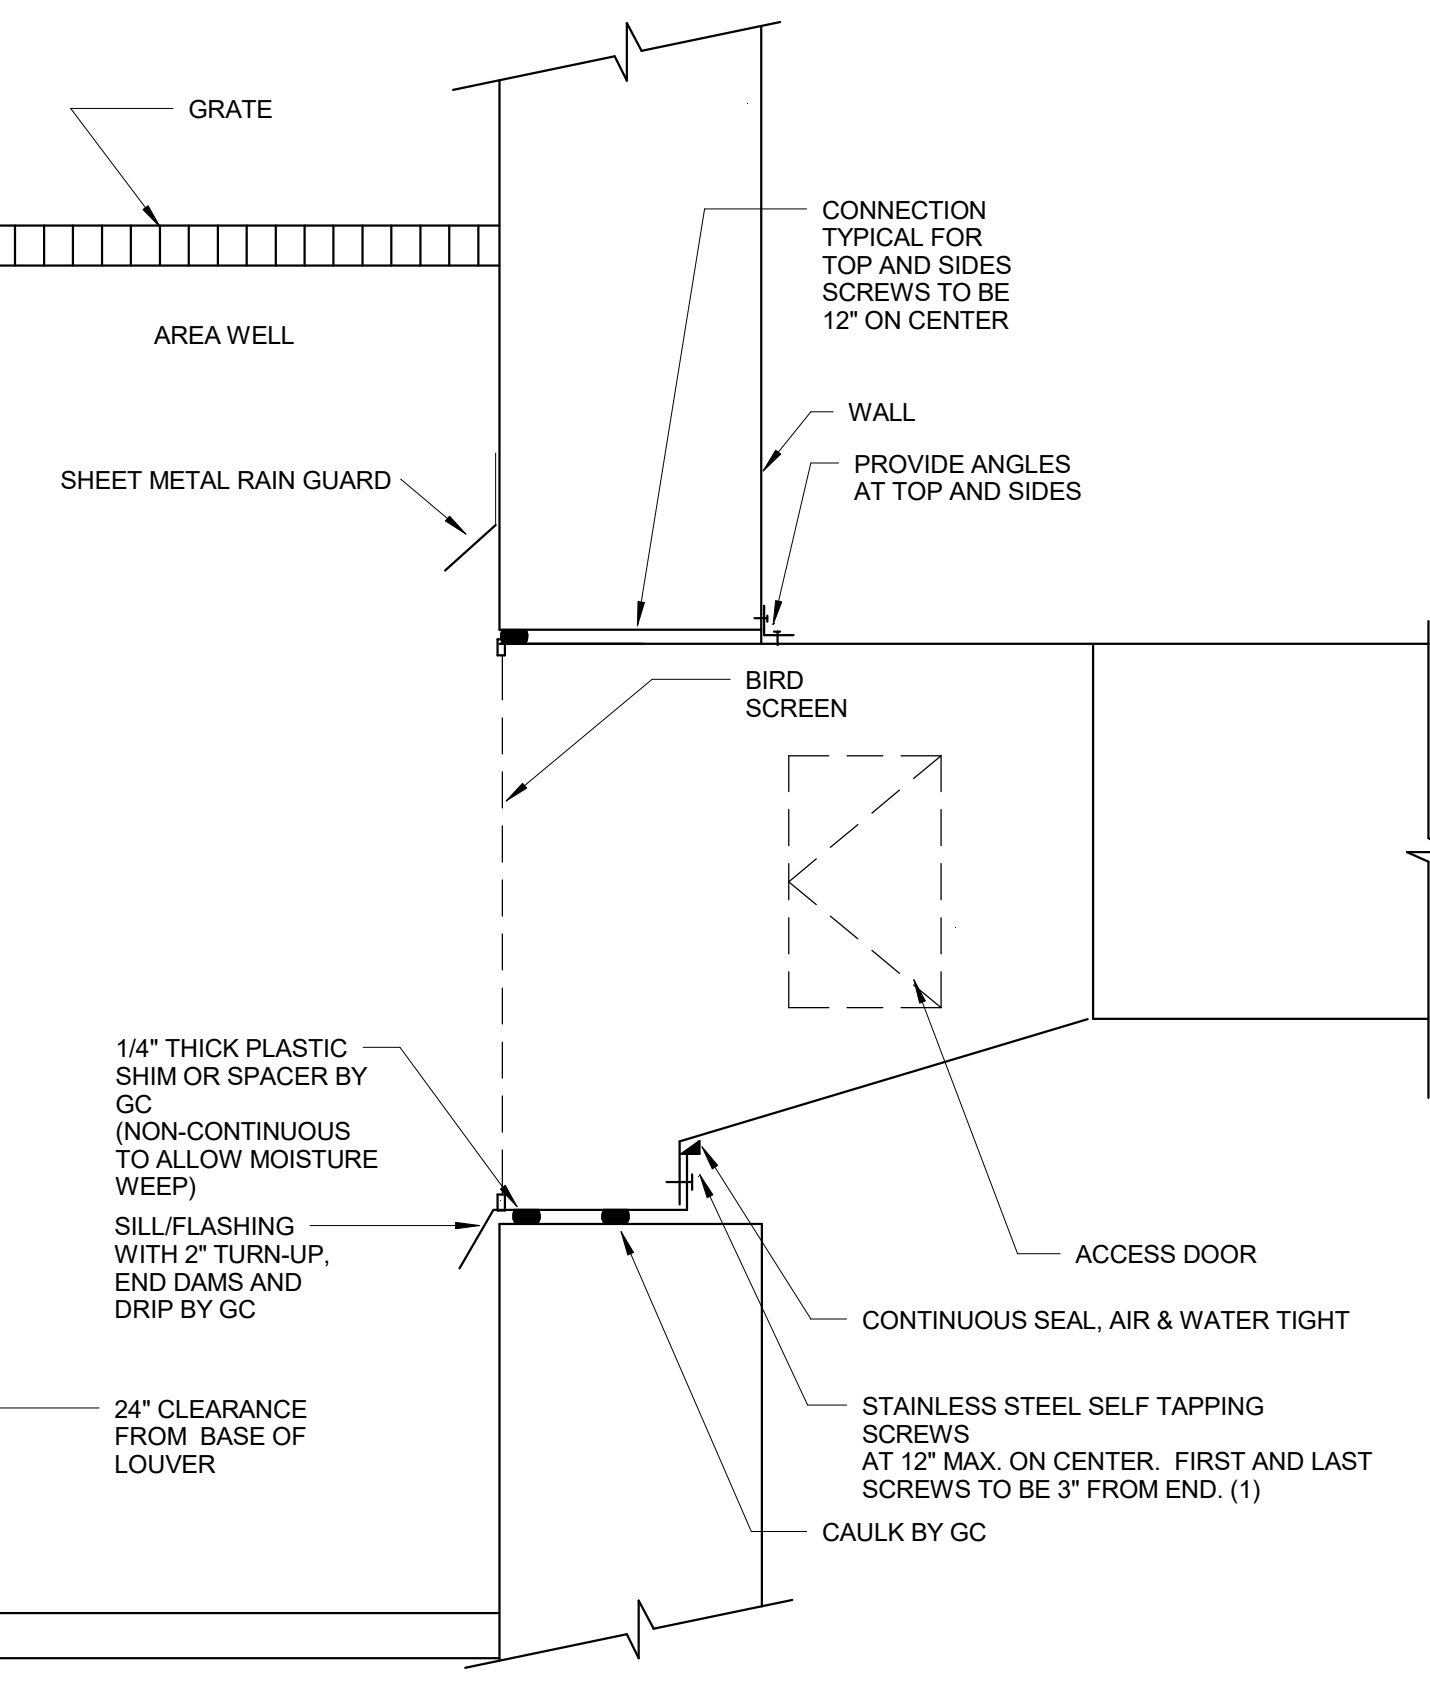 GRATE
CONNECTION
TYPICAL FOR
TOP AND SIDES
SCREWS TO BE
12" ON CENTER
AREA WELL
WALL
PROVIDE ANGLES
AT TOP AND SIDES
SHEET METAL RAIN GUARD
BIRD
SCREEN
1/4" THICK PLASTIC
SHIM OR SPACER BY
GC
(NON-CONTINUOUS
TO ALLOW MOISTURE
WEEP)
SILL/FLASHING
WITH 2" TURN-UP,
END DAMS AND
DRIP BY GC
ACCESS DOOR
CONTINUOUS SEAL, AIR & WATER TIGHT
24" CLEARANCE
FROM BASE OF
LOUVER
STAINLESS STEEL SELF TAPPING
SCREWS
AT 12" MAX. ON CENTER. FIRST AND LAST
SCREWS TO BE 3" FROM END. (1)
CAULK BY GC